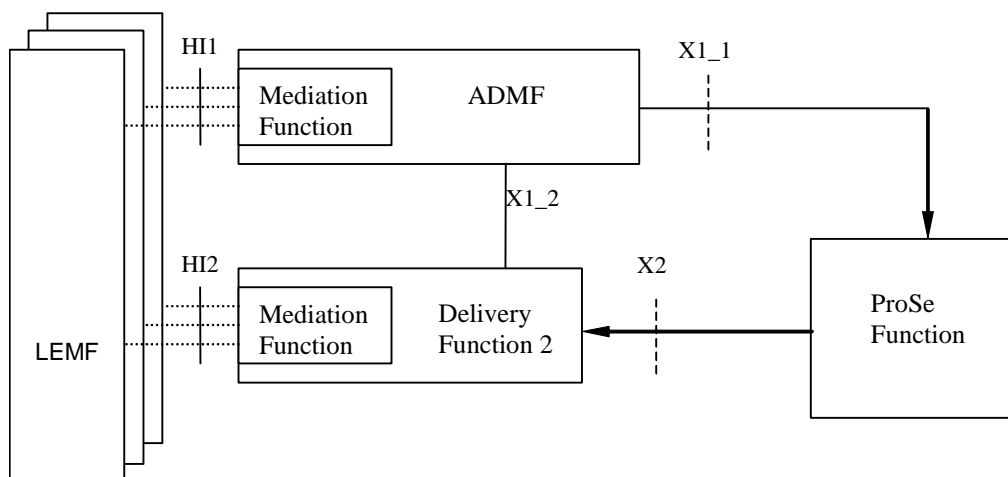 HI1
X1_1
Mediation
Function
ADMF
X1_2
HI2
X2
Mediation
Function
Delivery
Function 2
ProSe
Function
LEMF